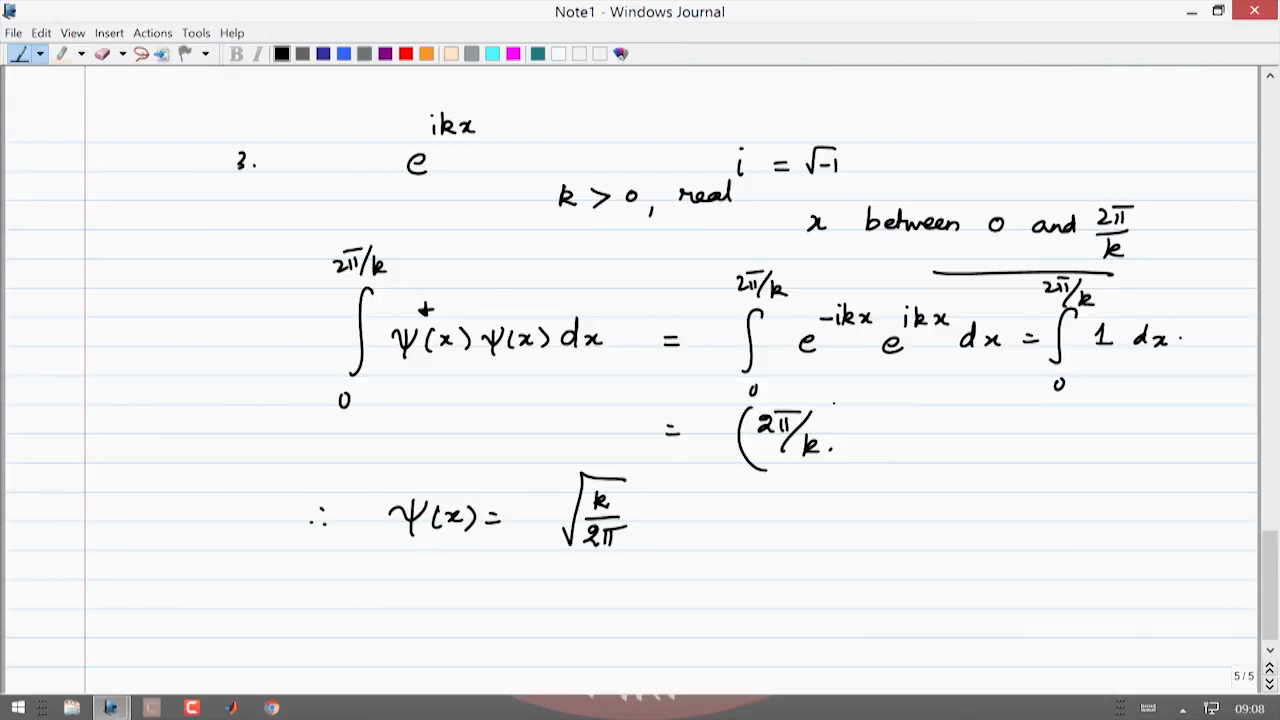 Note1 - Windows Journal
File Edit View Insert Actions Tools Help
B I
3. e^{ikx} i = √-1
k > 0, real
x between 0 and 2π/k
∫_0^{2π/k} ψ*(x) ψ(x) dx = ∫_0^{2π/k} e^{-ikx} e^{ikx} dx = ∫_0^{2π/k} 1 dx.
= (2π/k.
∴ ψ(x) = √(k/2π)
5 / 5
09:08